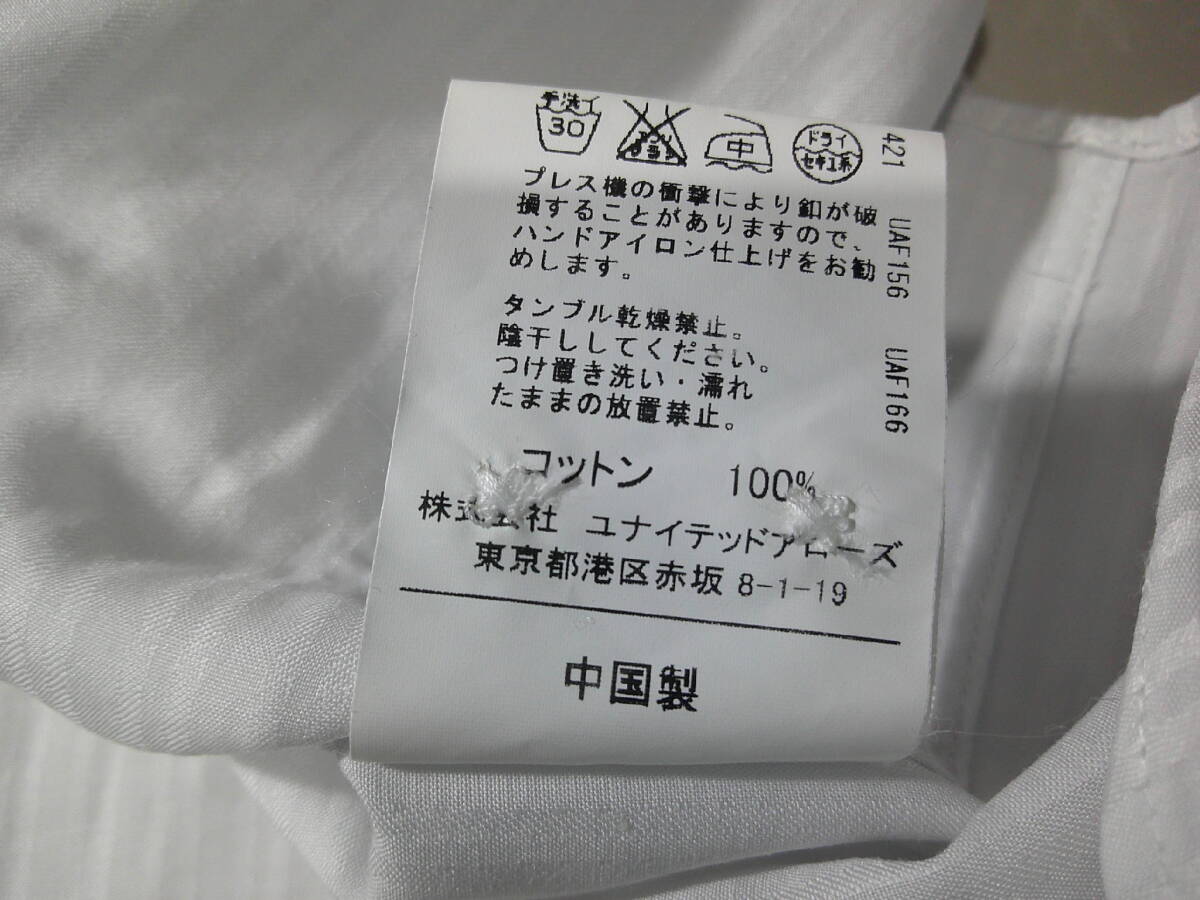 手洗イ
30
エンソ
サラシ
中
ドライ
セキユ系
プレス機の衝撃により釦が破
損することがありますので、
ハンドアイロン仕上げをお勧
めします。
タンブル乾燥禁止。
陰干ししてください。
つけ置き洗い・濡れ
たままの放置禁止。
コットン 100%
株式会社 ユナイテッドアローズ
東京都港区赤坂 8-1-19
中国製
421 UAF156 UAF166